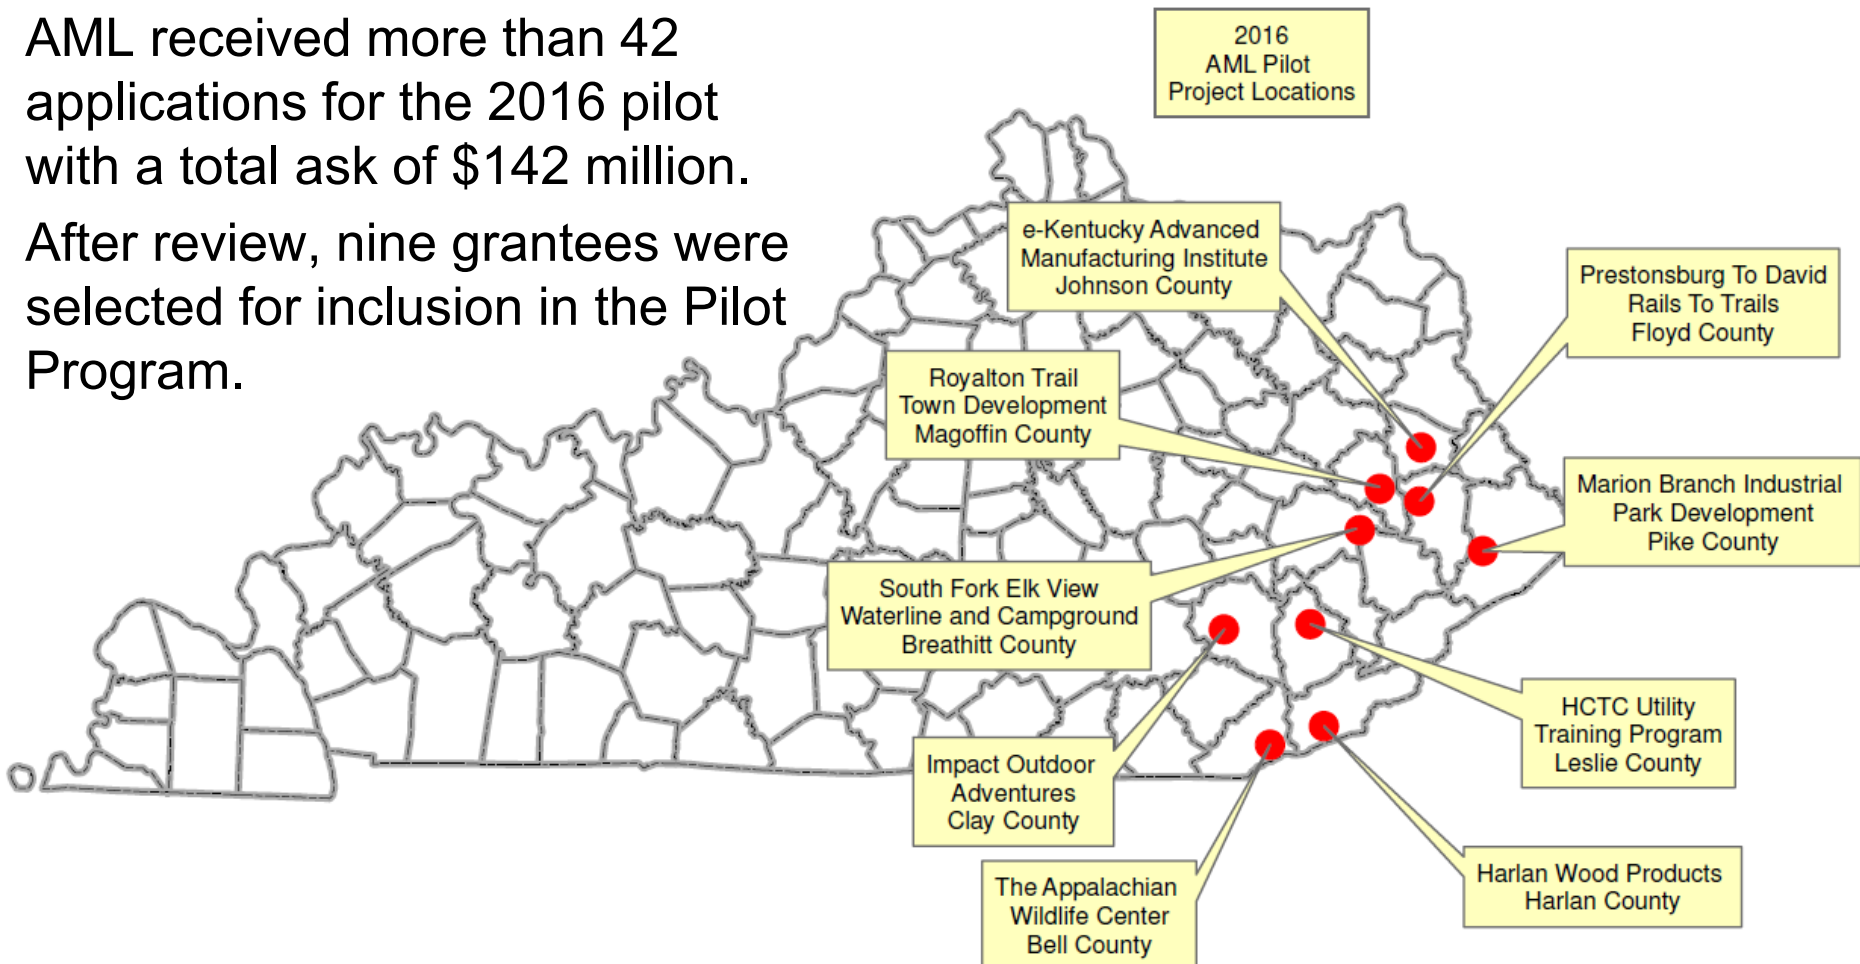 AML received more than 42
applications for the 2016 pilot
with a total ask of $142 million.
After review, nine grantees were
selected for inclusion in the Pilot
Program.
2016
AML Pilot
Project Locations
e-Kentucky Advanced
Manufacturing Institute
Johnson County
Prestonsburg To David
Rails To Trails
Floyd County
Royalton Trail
Town Development
Magoffin County
Marion Branch Industrial
Park Development
Pike County
South Fork Elk View
Waterline and Campground
Breathitt County
HCTC Utility
Training Program
Leslie County
Impact Outdoor
Adventures
Clay County
Harlan Wood Products
Harlan County
The Appalachian
Wildlife Center
Bell County